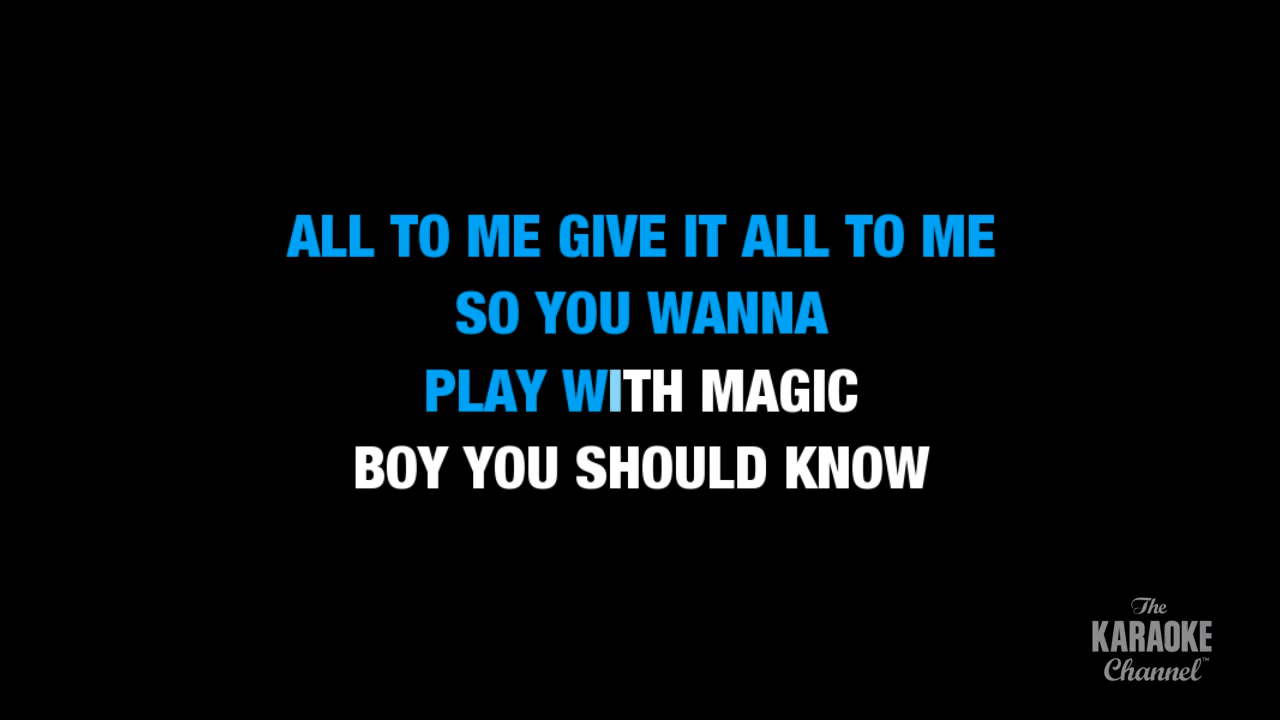 ALL TO ME GIVE IT ALL TO ME
SO YOU WANNA
PLAY WITH MAGIC
BOY YOU SHOULD KNOW
The
KARAOKE
Channel™